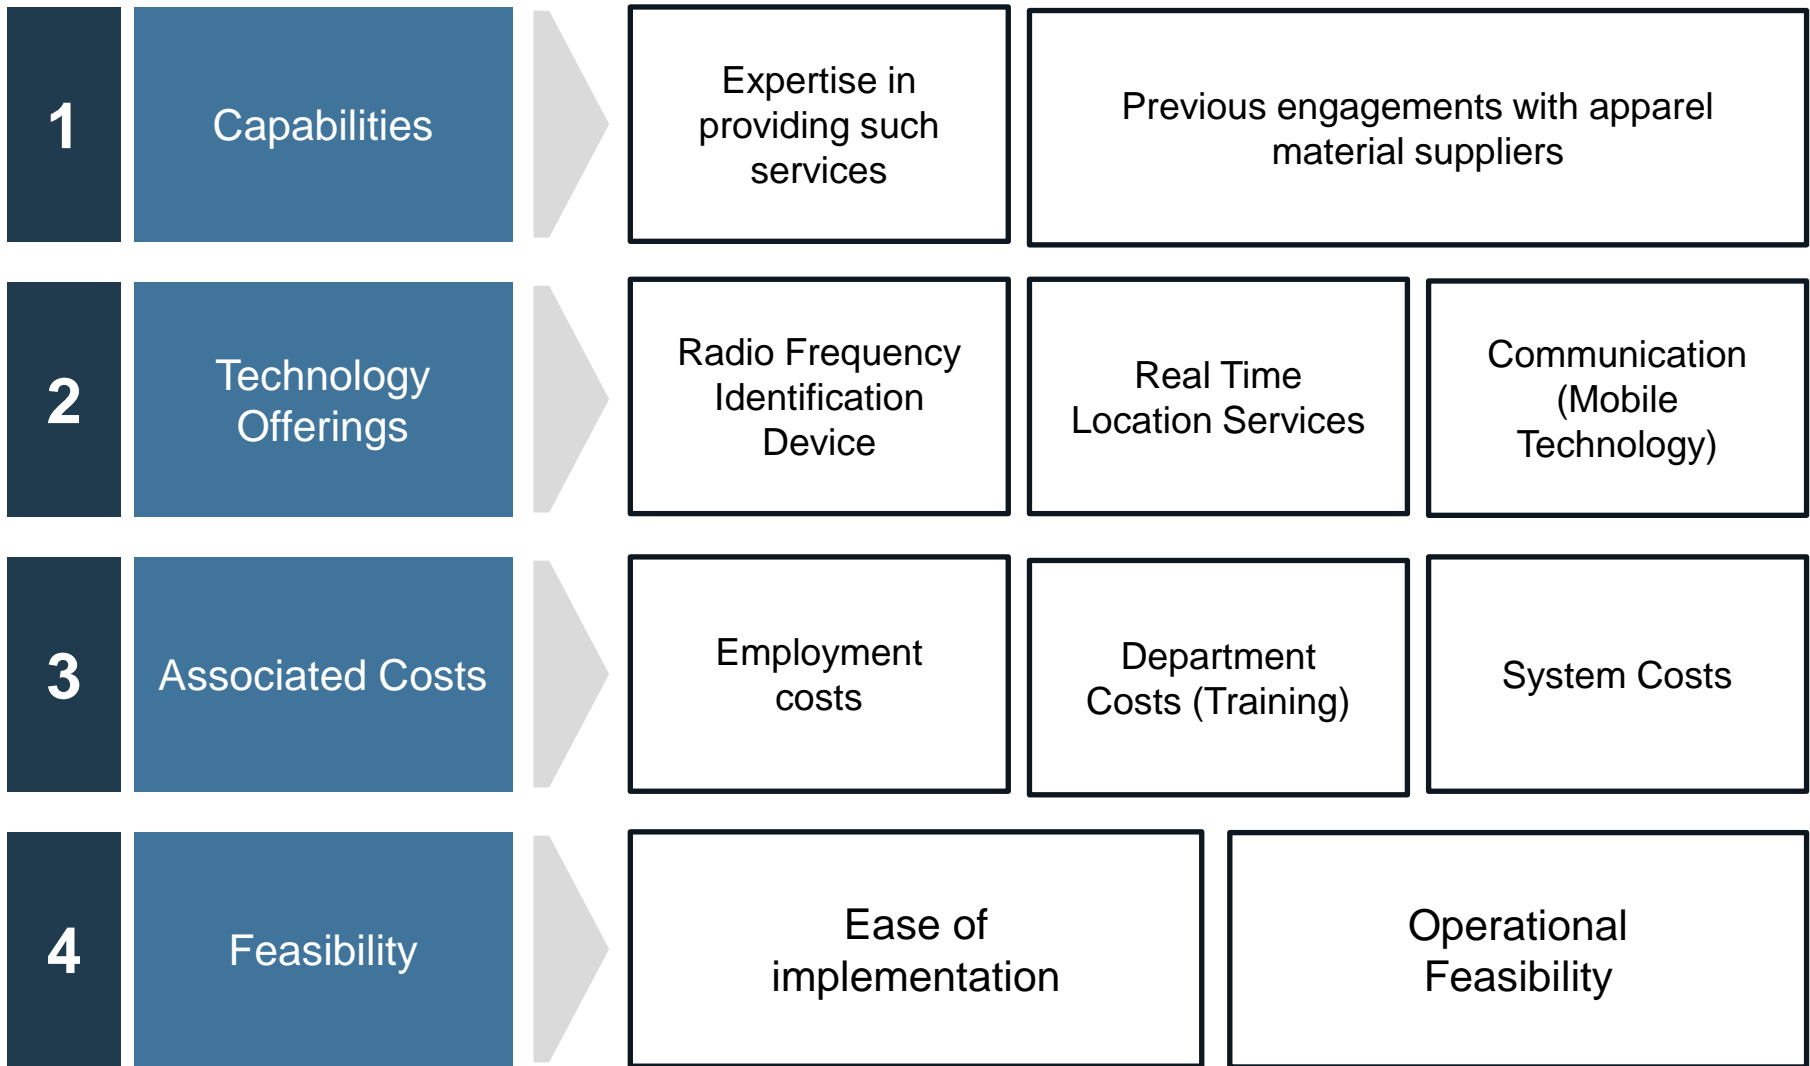 1
Capabilities
Expertise in
providing such
services
Previous engagements with apparel
material suppliers
2
Technology
Offerings
Radio Frequency
Identification
Device
Real Time
Location Services
Communication
(Mobile
Technology)
3
Associated Costs
Employment
costs
Department
Costs (Training)
System Costs
4
Feasibility
Ease of
implementation
Operational
Feasibility